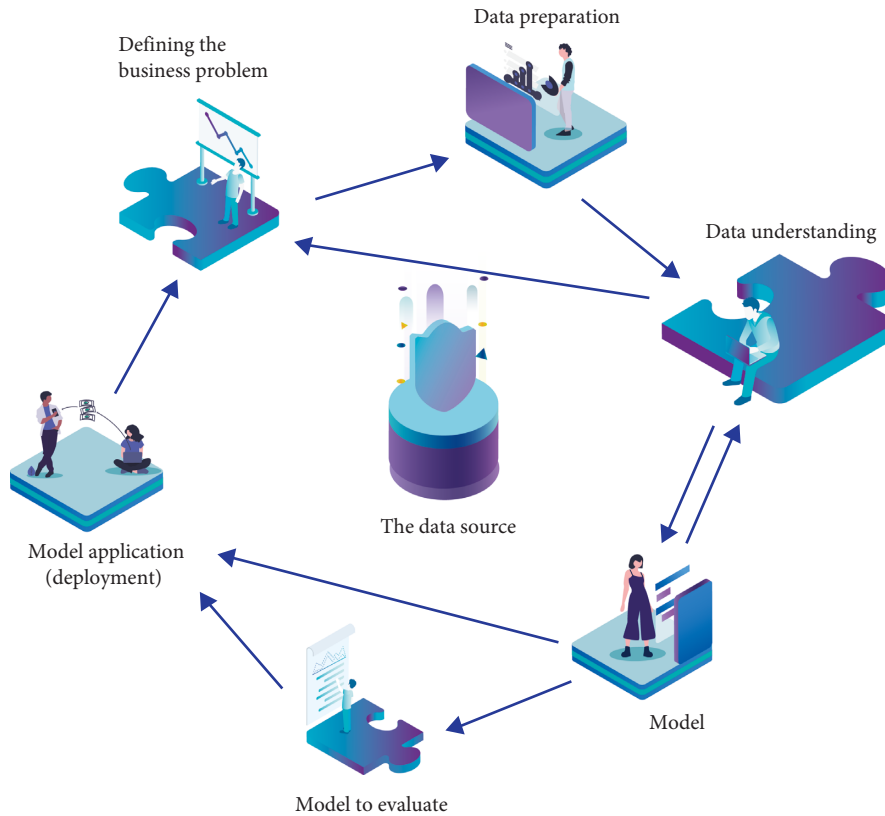 Data preparation
Defining the
business problem
Data understanding
The data source
Model application
(deployment)
Model
Model to evaluate